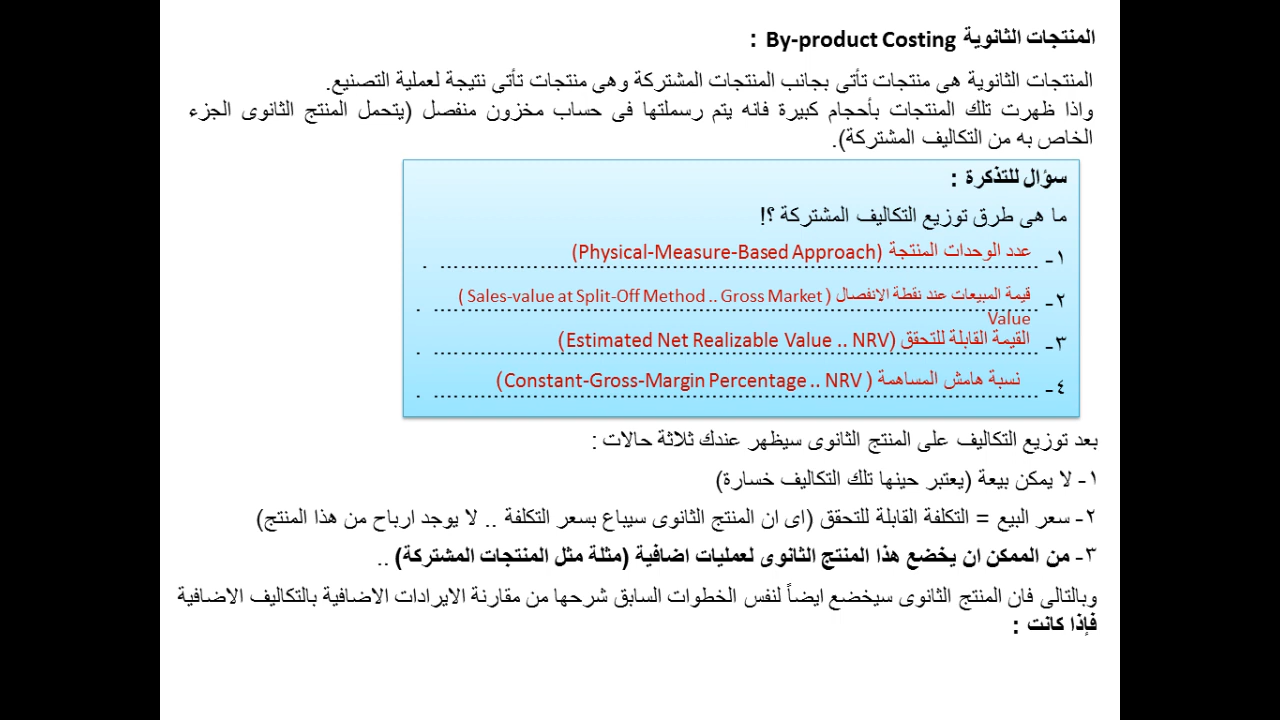 المنتجات الثانوية By-product Costing :
المنتجات الثانوية هى منتجات تأتى بجانب المنتجات المشتركة وهى منتجات تأتى نتيجة لعملية التصنيع.
واذا ظهرت تلك المنتجات بأحجام كبيرة فانه يتم رسملتها فى حساب مخزون منفصل (يتحمل المنتج الثانوى الجزء
الخاص به من التكاليف المشتركة).
سؤال للتذكرة :
ما هى طرق توزيع التكاليف المشتركة ؟!
١- عدد الوحدات المنتجة (Physical-Measure-Based Approach)
٢- قيمة المبيعات عند نقطة الانفصال ( Sales-value at Split-Off Method .. Gross Market
Value )
٣- القيمة القابلة للتحقق (Estimated Net Realizable Value .. NRV)
٤- نسبة هامش المساهمة ( Constant-Gross-Margin Percentage .. NRV)
بعد توزيع التكاليف على المنتج الثانوى سيظهر عندك ثلاثة حالات :
١- لا يمكن بيعة (يعتبر حينها تلك التكاليف خسارة)
٢- سعر البيع = التكلفة القابلة للتحقق (اى ان المنتج الثانوى سيباع بسعر التكلفة .. لا يوجد ارباح من هذا المنتج)
٣- من الممكن ان يخضع هذا المنتج الثانوى لعمليات اضافية (مثلة مثل المنتجات المشتركة) ..
وبالتالى فان المنتج الثانوى سيخضع ايضاً لنفس الخطوات السابق شرحها من مقارنة الايرادات الاضافية بالتكاليف الاضافية
فإذا كانت :